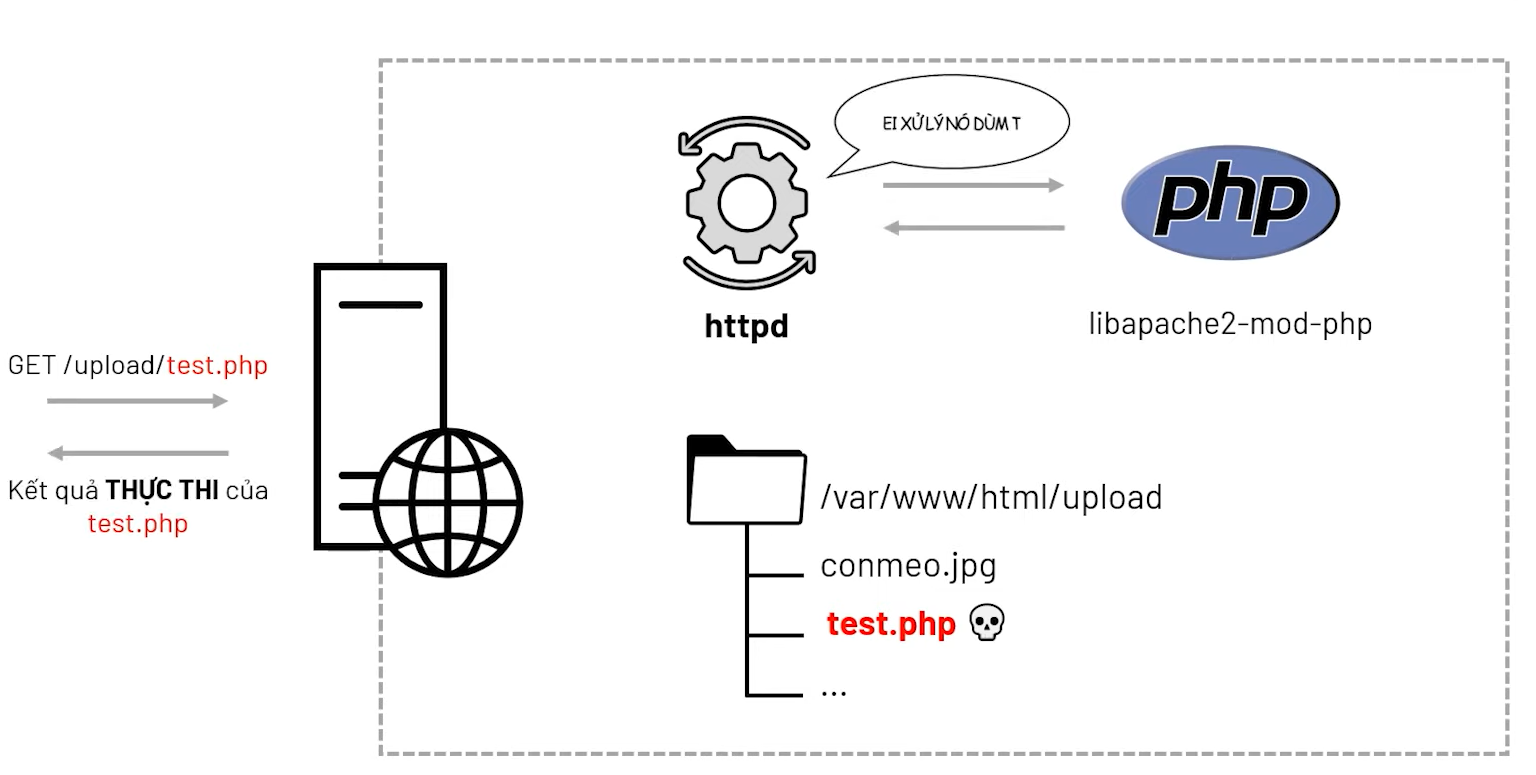 EI XỬ LÝ NÓ DÙM T
php
httpd
libapache2-mod-php
GET /upload/test.php
Kết quả THỰC THI của
test.php
/var/www/html/upload
conmeo.jpg
test.php
...